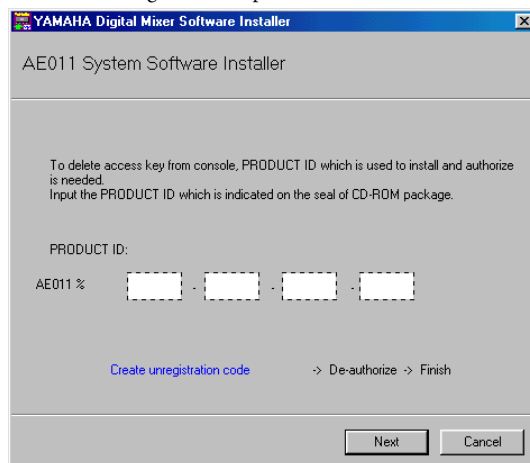 YAMAHA Digital Mixer Software Installer
AE011 System Software Installer
To delete access key from console, PRODUCT ID which is used to install and authorize
is needed.
Input the PRODUCT ID which is indicated on the seal of CD-ROM package.
PRODUCT ID:
AE011 % - - -
Create unregistration code -> De-authorize -> Finish
Next Cancel